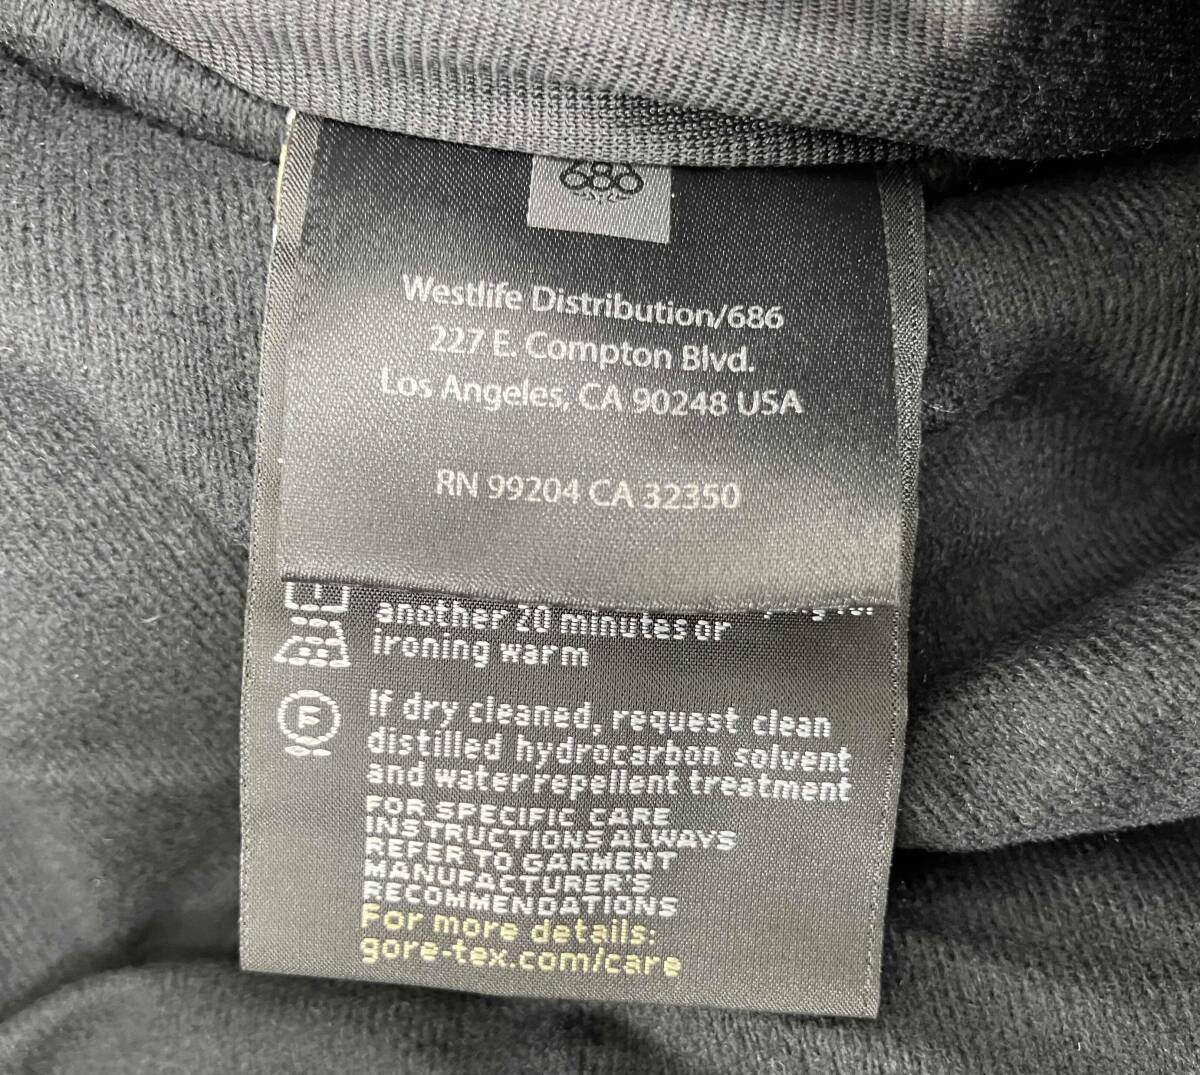 686
Westlife Distribution/686
227 E. Compton Blvd.
Los Angeles, CA 90248 USA
RN 99204 CA 32350
another 20 minutes or
ironing warm
F
If dry cleaned, request clean
distilled hydrocarbon solvent
and water repellent treatment
FOR SPECIFIC CARE
INSTRUCTIONS ALWAYS
REFER TO GARMENT
MANUFACTURER'S
RECOMMENDATIONS
For more details:
gore-tex.com/care